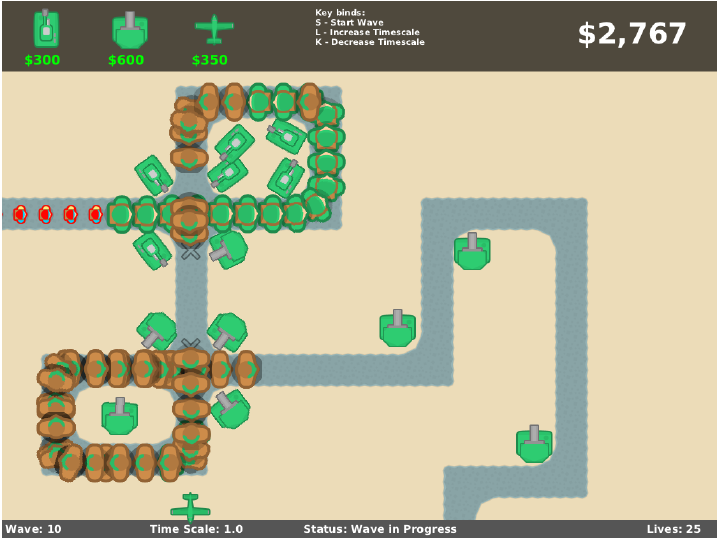 Key binds:
S - Start Wave
L - Increase Timescale
K - Decrease Timescale
$2,767
$300
$600
$350
Wave: 10
Time Scale: 1.0
Status: Wave in Progress
Lives: 25